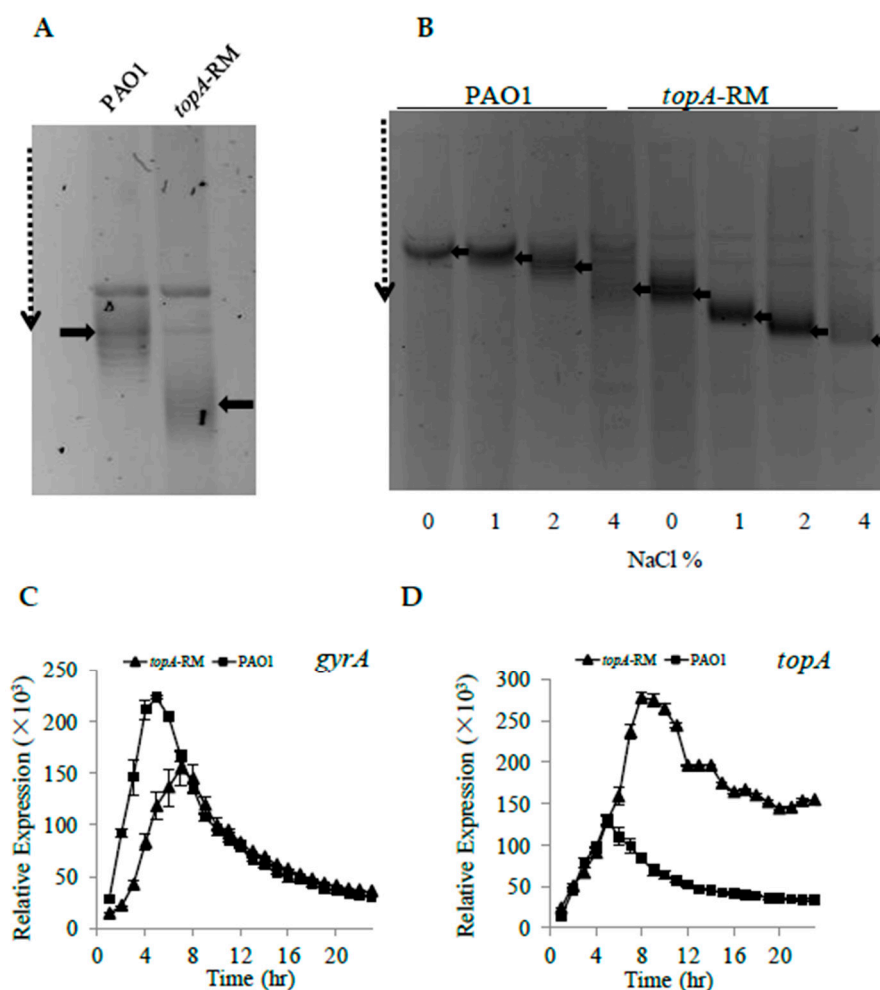 A
B
PAO1
topA-RM
PAO1
topA-RM
0 1 2 4 0 1 2 4
NaCl %
C
D
topA-RM PAO1
gyrA
topA-RM PAO1
topA
Relative Expression (×10³)
250
200
150
100
50
0
0 4 8 12 16 20
Time (hr)
Relative Expression (×10³)
300
250
200
150
100
50
0
0 4 8 12 16 20
Time (hr)